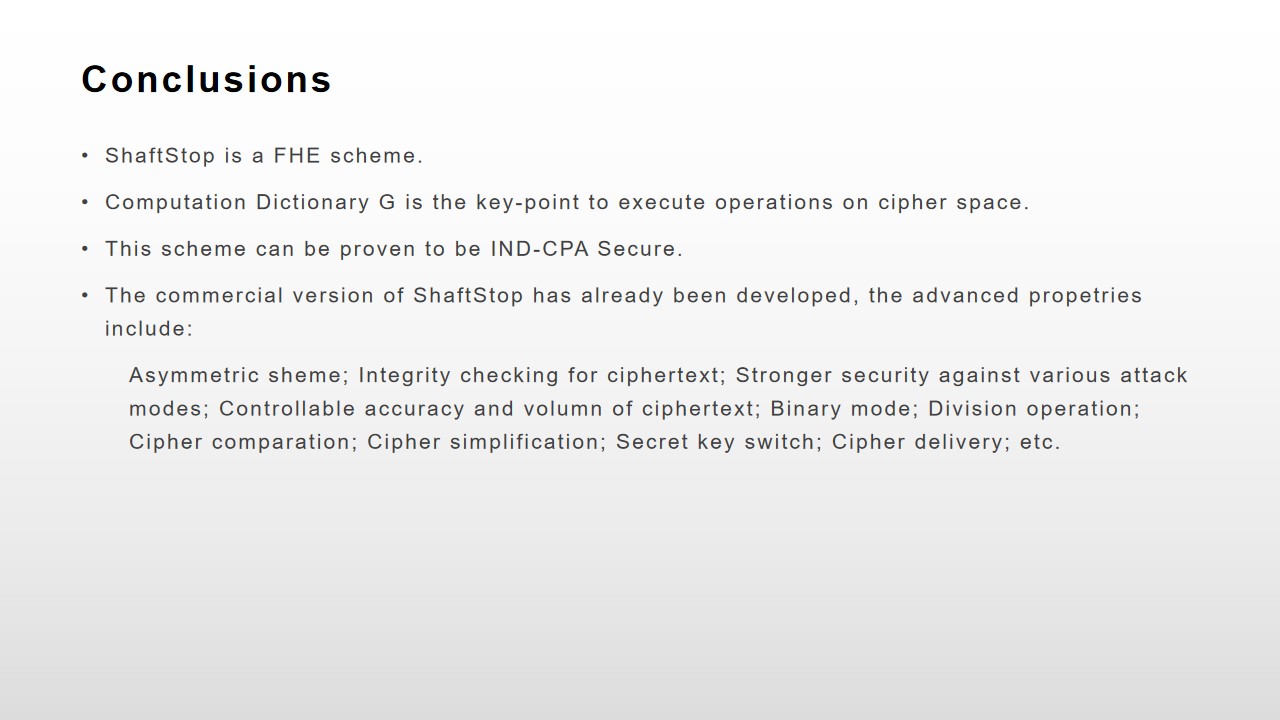 Conclusions
• ShaftStop is a FHE scheme.
• Computation Dictionary G is the key-point to execute operations on cipher space.
• This scheme can be proven to be IND-CPA Secure.
• The commercial version of ShaftStop has already been developed, the advanced propetries
include:
Asymmetric sheme; Integrity checking for ciphertext; Stronger security against various attack
modes; Controllable accuracy and volumn of ciphertext; Binary mode; Division operation;
Cipher comparation; Cipher simplification; Secret key switch; Cipher delivery; etc.